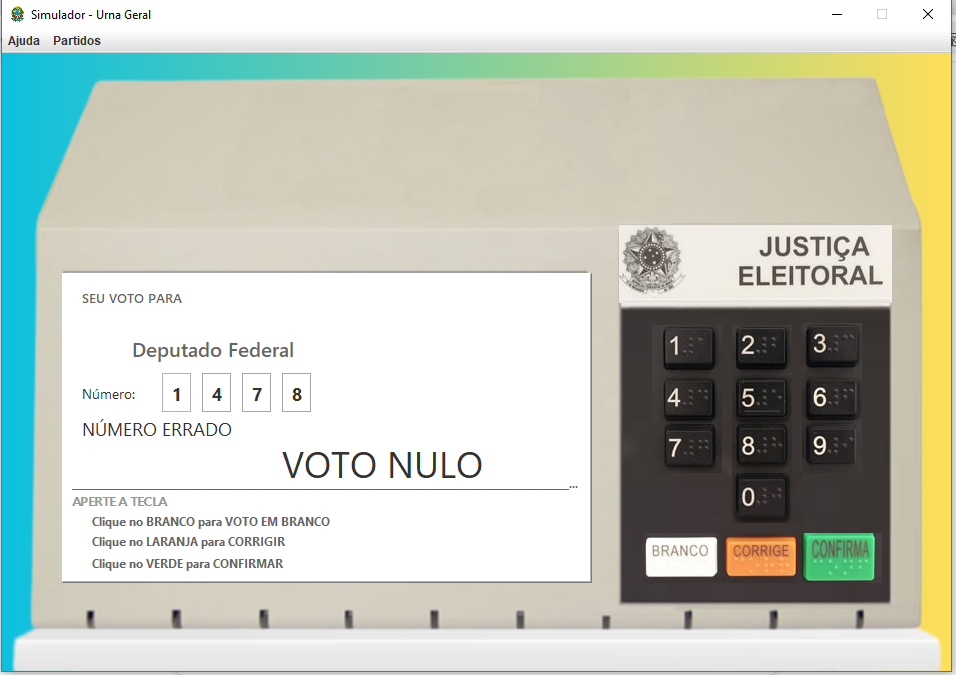 Simulador - Urna Geral
Ajuda Partidos
JUSTIÇA
ELEITORAL
SEU VOTO PARA
Deputado Federal
Número: 1 4 7 8
NÚMERO ERRADO
VOTO NULO
...
APERTE A TECLA
Clique no BRANCO para VOTO EM BRANCO
Clique no LARANJA para CORRIGIR
Clique no VERDE para CONFIRMAR
1 2 3
4 5 6
7 8 9
0
BRANCO CORRIGE CONFIRMA